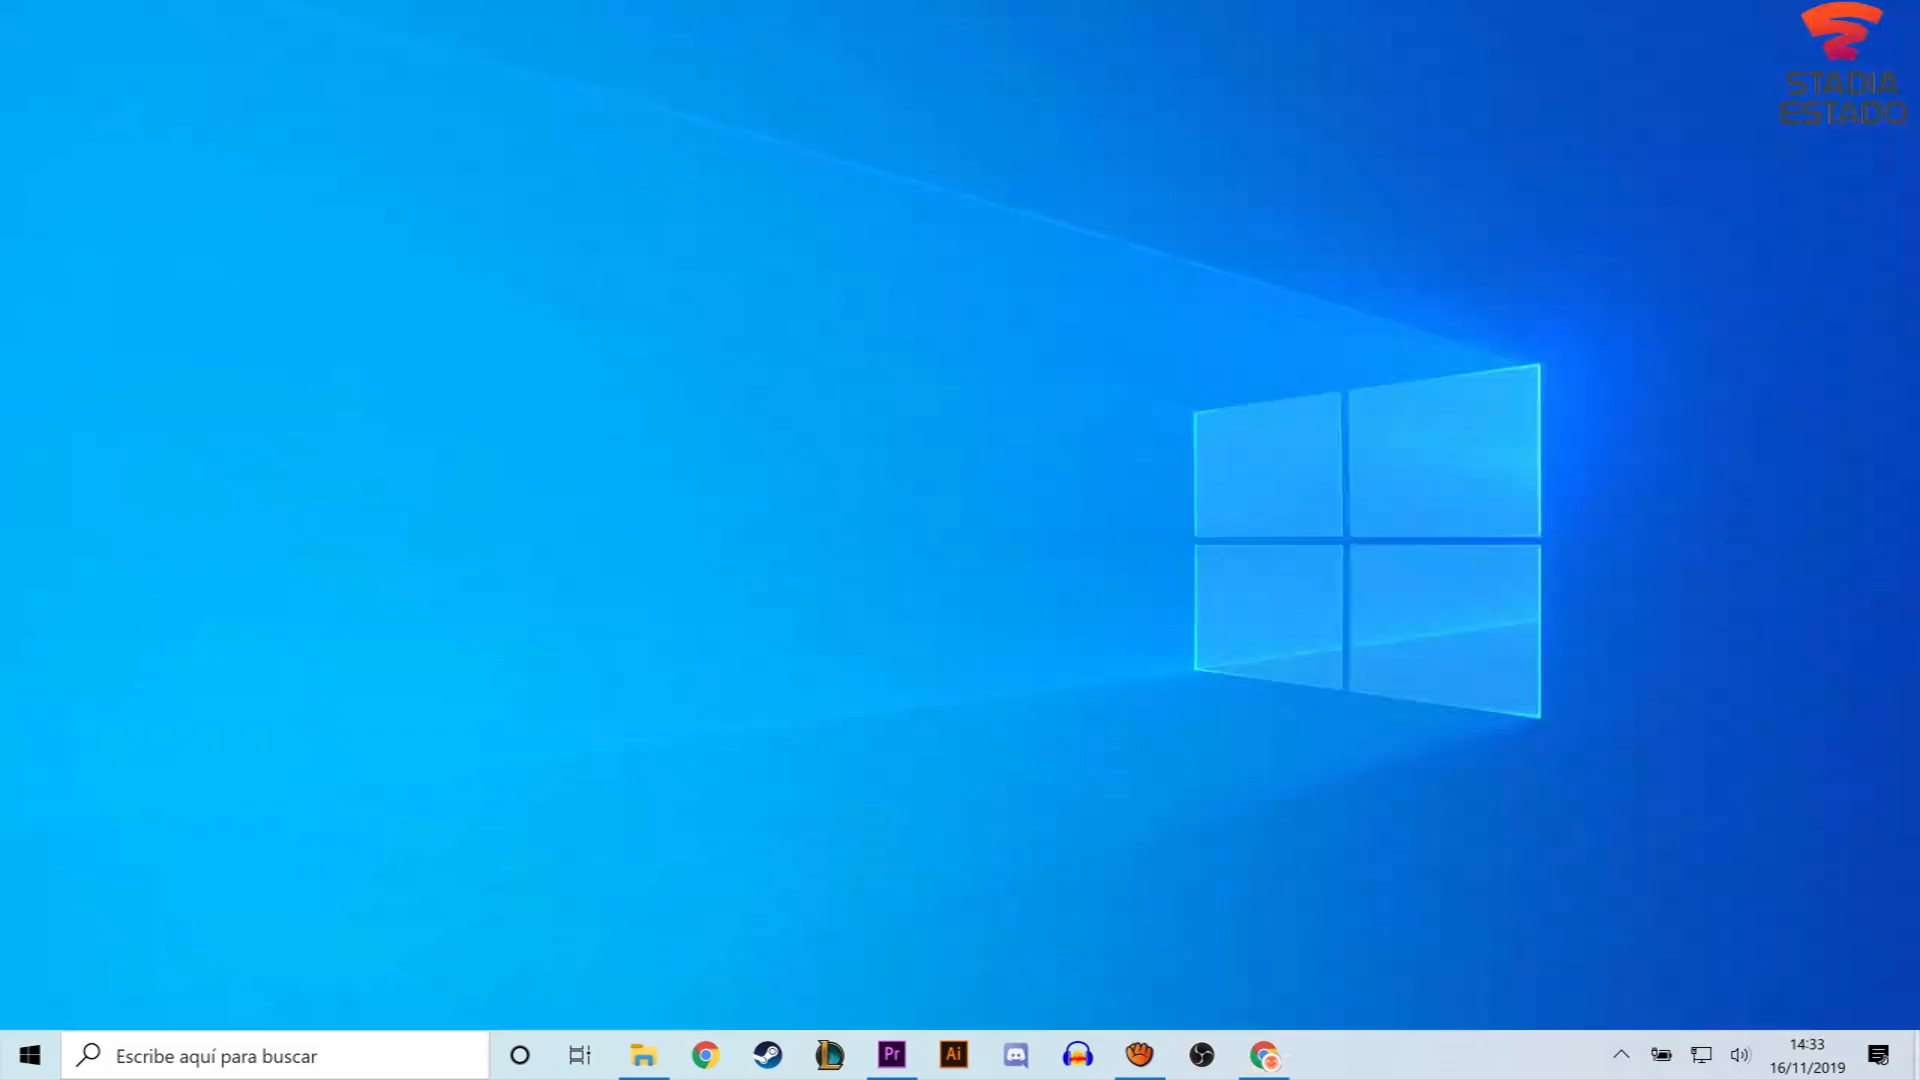 STADIA
ESTADO
Escribe aquí para buscar
Pr
Ai
14:33
16/11/2019